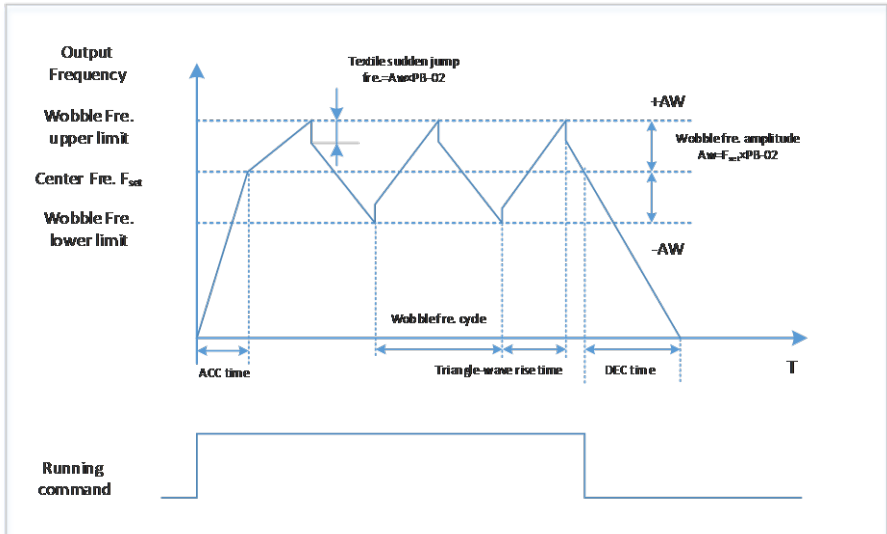 Output
Frequency
Textile sudden jump
fre.=Aw×PB-02
Wobble Fre.
upper limit
+AW
Wobble fre. amplitude
Aw=Fset×PB-02
Center Fre. Fset
Wobble Fre.
lower limit
-AW
Wobble fre. cycle
ACC time
Triangle-wave rise time
DEC time
T
Running
command